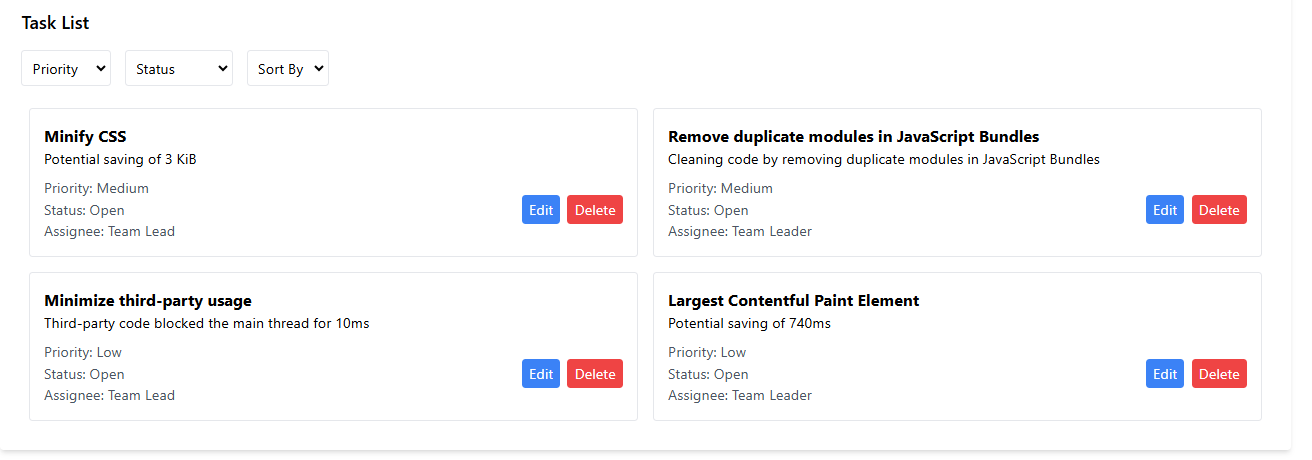 Task List
Priority
Status
Sort By
Minify CSS
Potential saving of 3 KiB
Priority: Medium
Status: Open
Assignee: Team Lead
Edit
Delete
Remove duplicate modules in JavaScript Bundles
Cleaning code by removing duplicate modules in JavaScript Bundles
Priority: Medium
Status: Open
Assignee: Team Leader
Edit
Delete
Minimize third-party usage
Third-party code blocked the main thread for 10ms
Priority: Low
Status: Open
Assignee: Team Lead
Edit
Delete
Largest Contentful Paint Element
Potential saving of 740ms
Priority: Low
Status: Open
Assignee: Team Leader
Edit
Delete